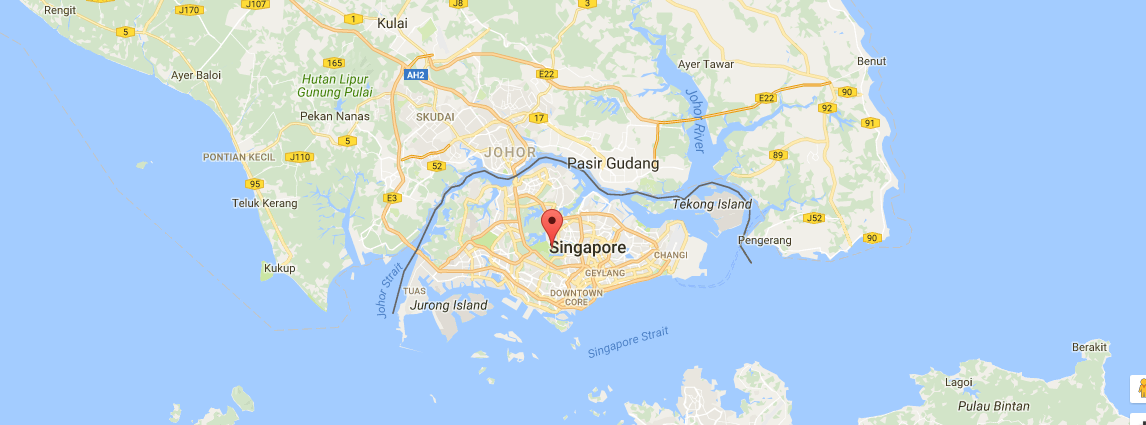 Rengit
J170
J107
J8
3
5
1
Kulai
165
AH2
E22
Ayer Tawar
Benut
Ayer Baloi
Hutan Lipur
Gunung Pulai
E22
90
92
Pekan Nanas
SKUDAI
17
Johor River
91
5
JOHOR
Pasir Gudang
89
PONTIAN KECIL
J110
52
95
E3
Teluk Kerang
Tekong Island
J52
Singapore
Pengerang
90
CHANGI
Kukup
GEYLANG
Johor Strait
TUAS
Jurong Island
DOWNTOWN
CORE
Singapore Strait
Berakit
Lagoi
Pulau Bintan